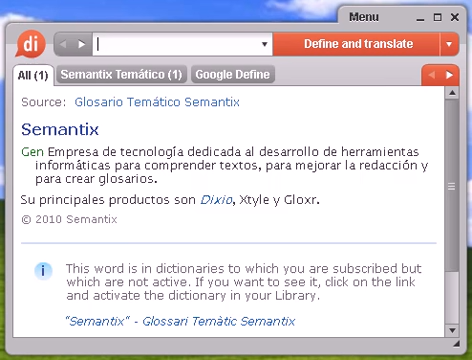 Menu
di
Define and translate
All (1)
Semantix Temático (1)
Google Define
Source: Glosario Temático Semantix
Semantix
Gen Empresa de tecnología dedicada al desarrollo de herramientas
informáticas para comprender textos, para mejorar la redacción y
para crear glosarios.
Su principales productos son Dixio, Xtyle y Gloxr.
© 2010 Semantix
i
This word is in dictionaries to which you are subscribed but
which are not active. If you want to see it, click on the link
and activate the dictionary in your Library.
"Semantix" - Glossari Temàtic Semantix